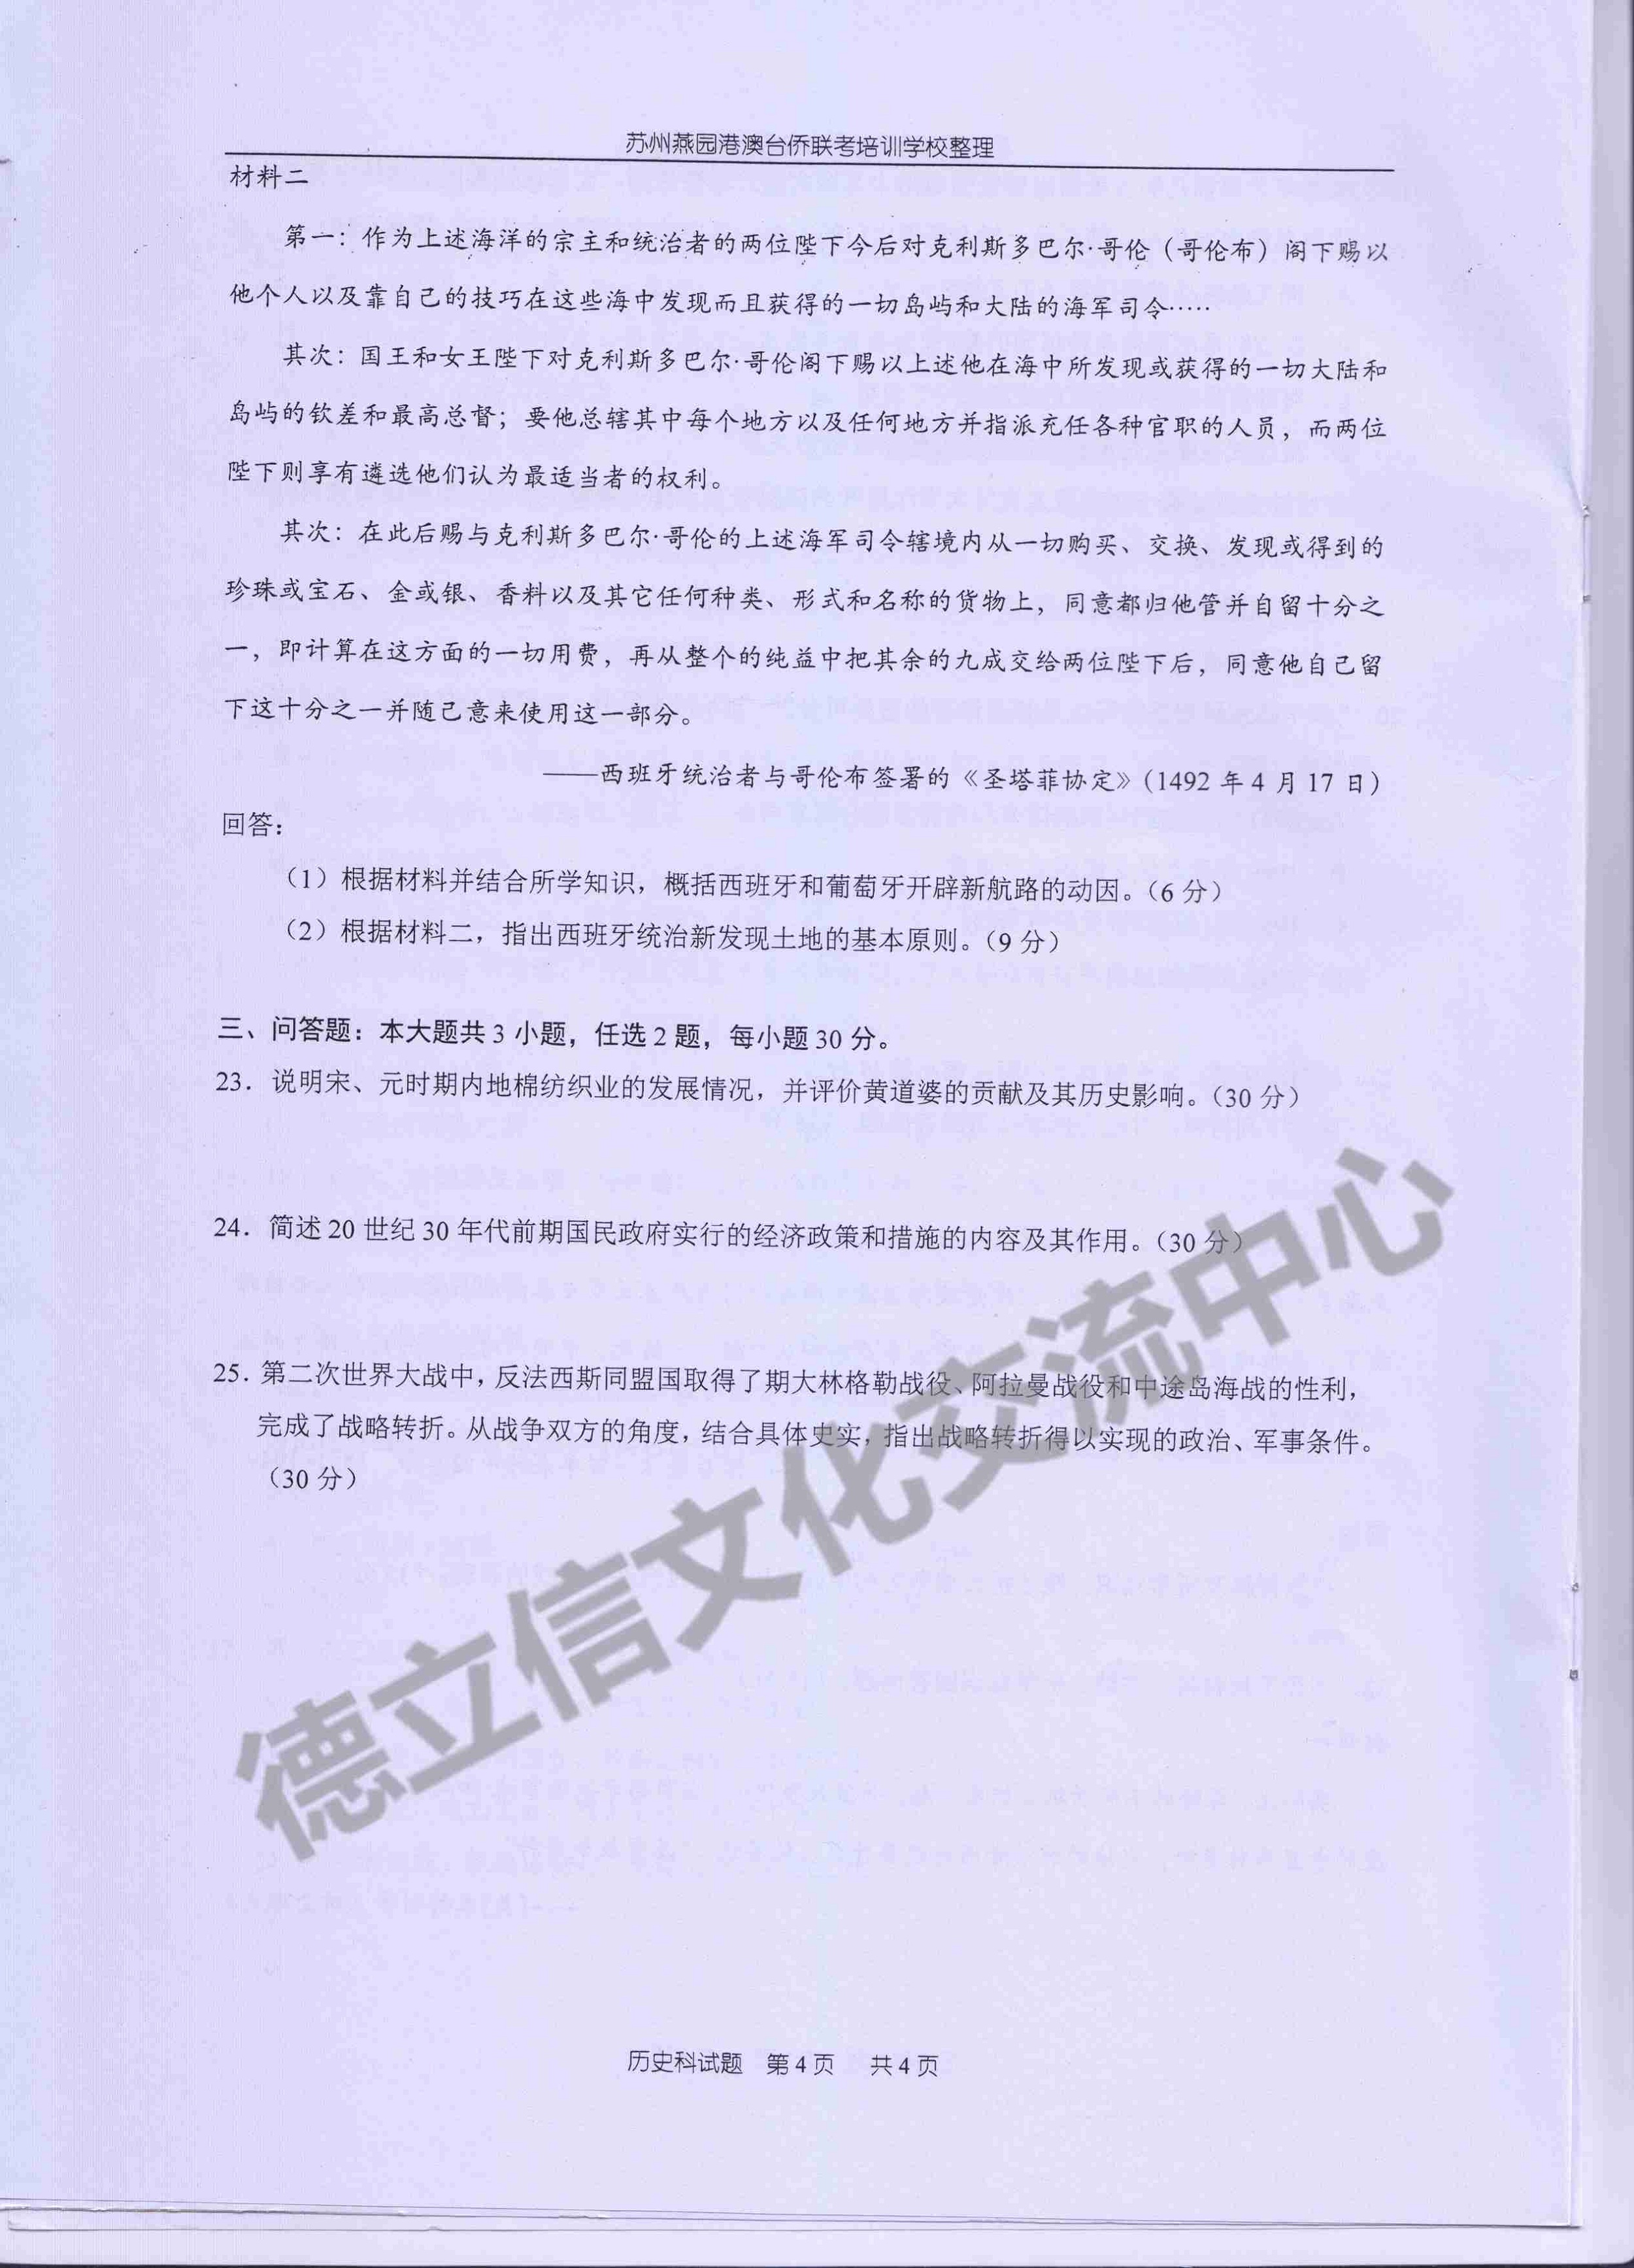 苏州燕园港澳台侨联考培训学校整理
材料二
第一：作为上述海洋的宗主和统治者的两位陛下今后对克利斯多巴尔·哥伦（哥伦布）阁下赐以
他个人以及靠自己的技巧在这些海中发现而且获得的一切岛屿和大陆的海军司令……
其次：国王和女王陛下对克利斯多巴尔·哥伦阁下赐以上述他在海中所发现或获得的一切大陆和
岛屿的钦差和最高总督；要他总辖其中每个地方以及任何地方并指派充任各种官职的人员，而两位
陛下则享有遴选他们认为最适当者的权利。
其次：在此后赐与克利斯多巴尔·哥伦的上述海军司令辖境内从一切购买、交换、发现或得到的
珍珠或宝石、金或银、香料以及其它任何种类、形式和名称的货物上，同意都归他管并自留十分之
一，即计算在这方面的一切用费，再从整个的纯益中把其余的九成交给两位陛下后，同意他自己留
下这十分之一并随己意来使用这一部分。
——西班牙统治者与哥伦布签署的《圣塔菲协定》（1492 年 4 月 17 日）
回答：
（1）根据材料并结合所学知识，概括西班牙和葡萄牙开辟新航路的动因。（6 分）
（2）根据材料二，指出西班牙统治新发现土地的基本原则。（9 分）
三、问答题：本大题共 3 小题，任选 2 题，每小题 30 分。
23．说明宋、元时期内地棉纺织业的发展情况，并评价黄道婆的贡献及其历史影响。（30 分）
24．简述 20 世纪 30 年代前期国民政府实行的经济政策和措施的内容及其作用。（30 分）
25．第二次世界大战中，反法西斯同盟国取得了期大林格勒战役、阿拉曼战役和中途岛海战的性利，
完成了战略转折。从战争双方的角度，结合具体史实，指出战略转折得以实现的政治、军事条件。
（30 分）
德立信文化交流中心
历史科试题 第 4 页 共 4 页